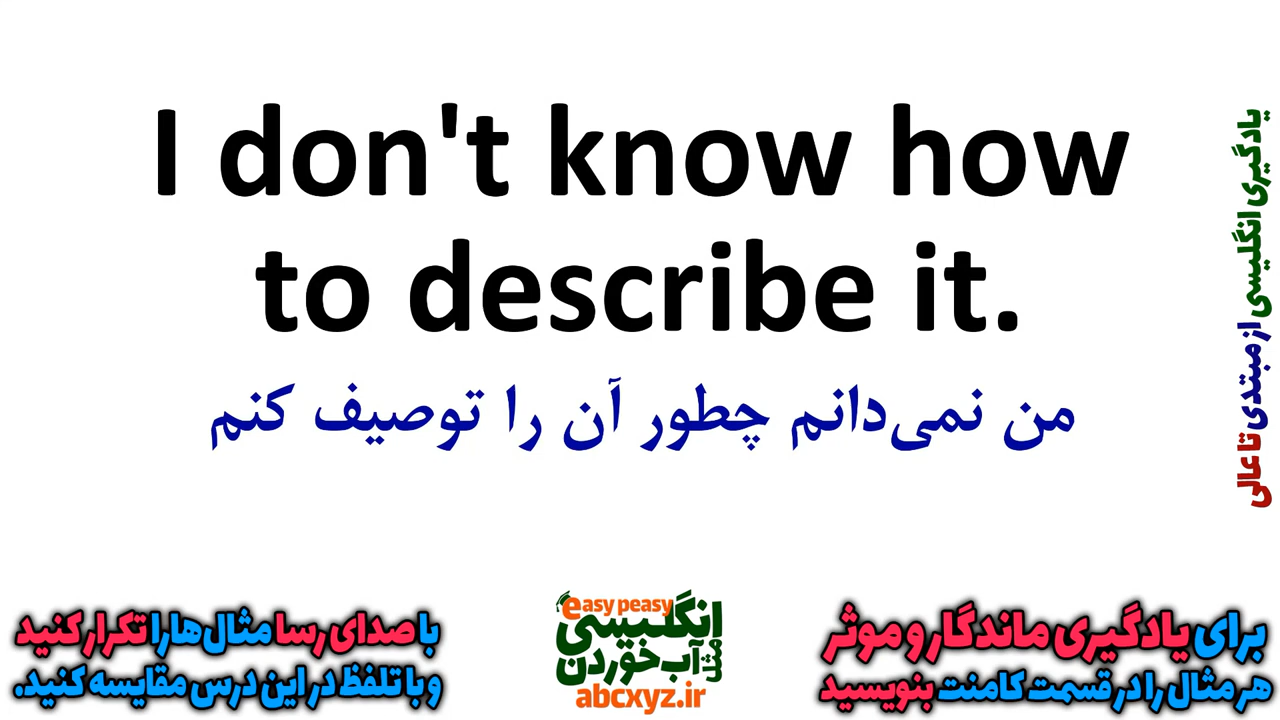 I don't know how
to describe it.
من نمی‌دانم چطور آن را توصیف کنم
یادگیری انگلیسی از مبتدی تا عالی
برای یادگیری ماندگار و موثر
هر مثال را در قسمت کامنت بنویسید
easy peasy
انگلیسی
مثل
آب خوردن
abcxyz.ir
با صدای رسا مثال‌ها را تکرار کنید
و با تلفظ در این درس مقایسه کنید.